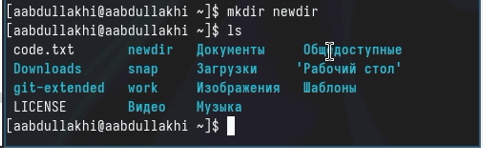 [aabdullakhi@aabdullakhi ~]$ mkdir newdir
[aabdullakhi@aabdullakhi ~]$ ls
code.txt newdir Документы Общедоступные
Downloads snap Загрузки 'Рабочий стол'
git-extended work Изображения Шаблоны
LICENSE Видео Музыка
[aabdullakhi@aabdullakhi ~]$